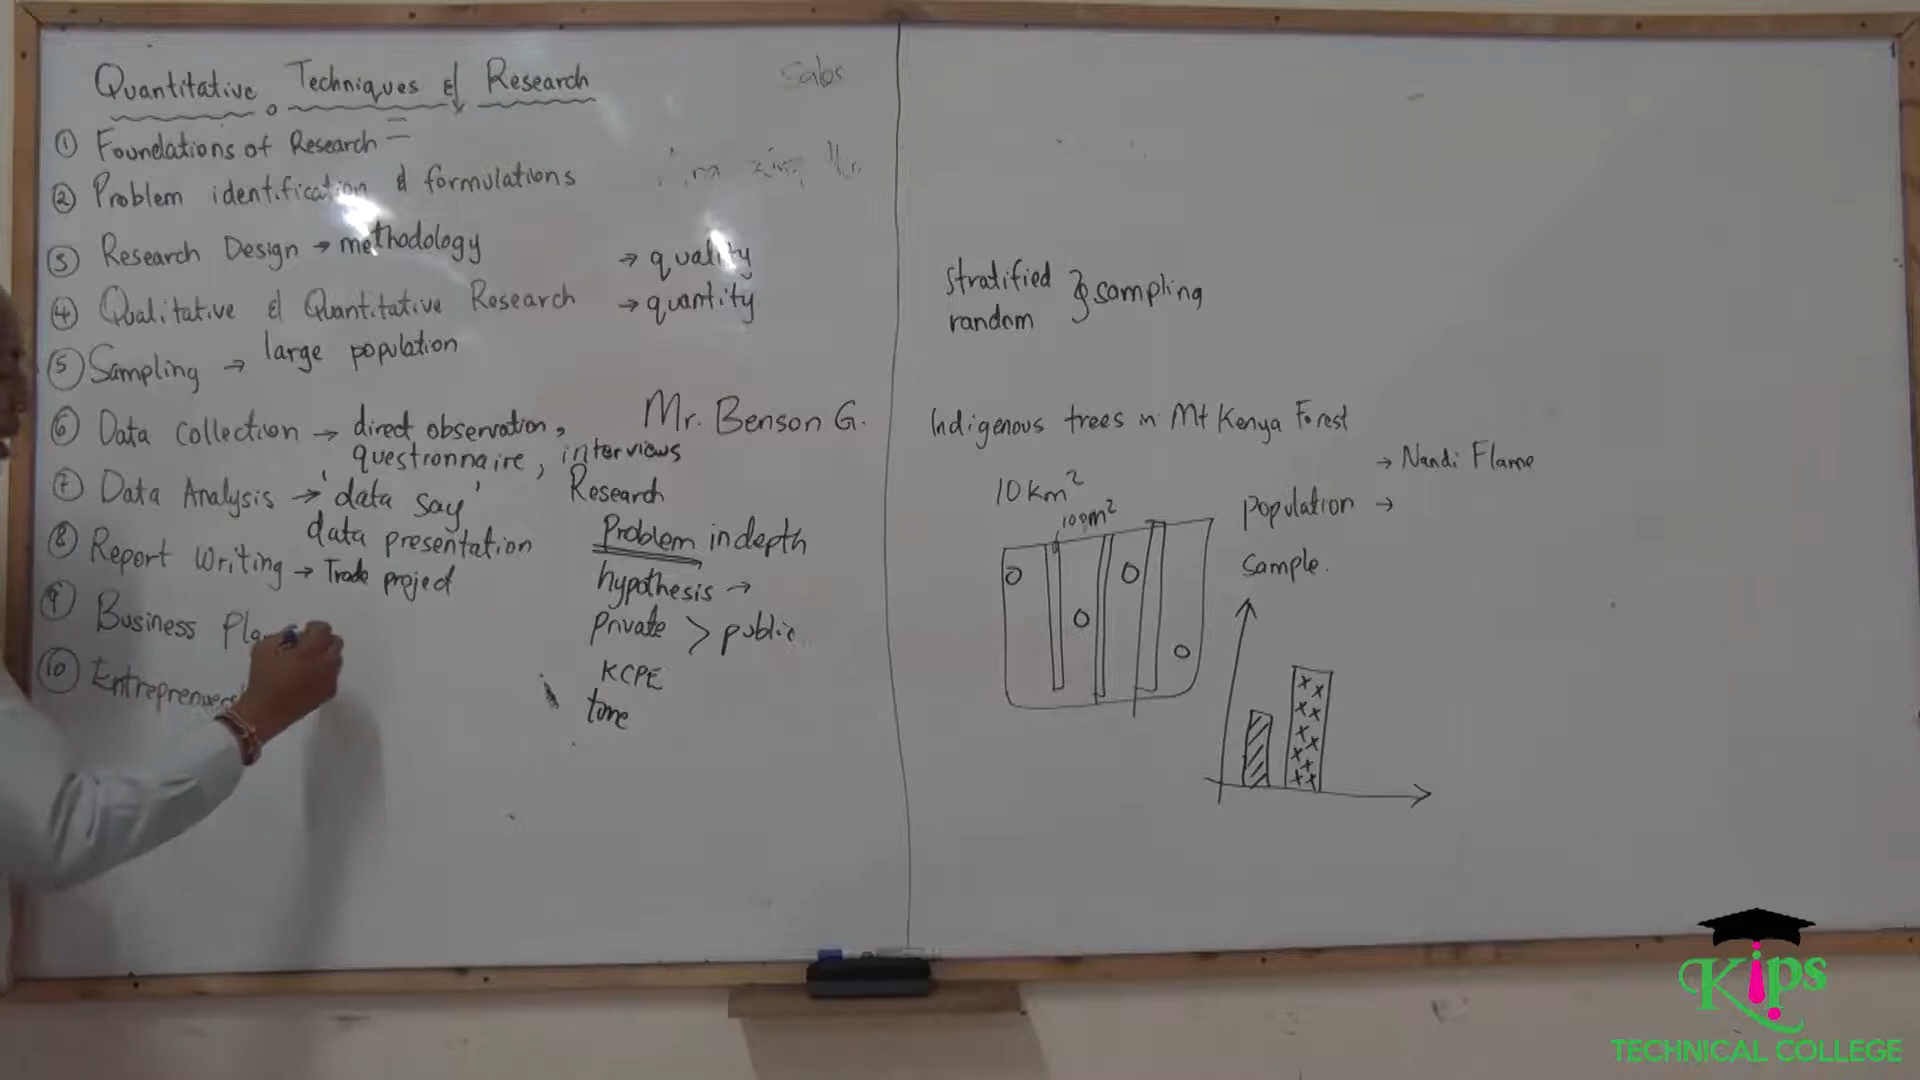 Quantitative Techniques & Research
① Foundations of Research
② Problem identification & formulations
③ Research Design → methodology
→ quality
④ Qualitative & Quantitative Research
→ quantity
⑤ Sampling → large population
⑥ Data Collection → direct observation,
questionnaire, interviews
⑦ Data Analysis → 'data say'
data presentation
⑧ Report Writing → Trade project
⑨ Business
⑩
Mr. Benson G.
Research
Problem indepth
hypothesis →
private > public
KCPE
time
Sabs
stratified
random
sampling
Indigenous trees in Mt Kenya Forest
→ Nandi Flame
10 km²
100m²
population →
sample.
Kips
TECHNICAL COLLEGE